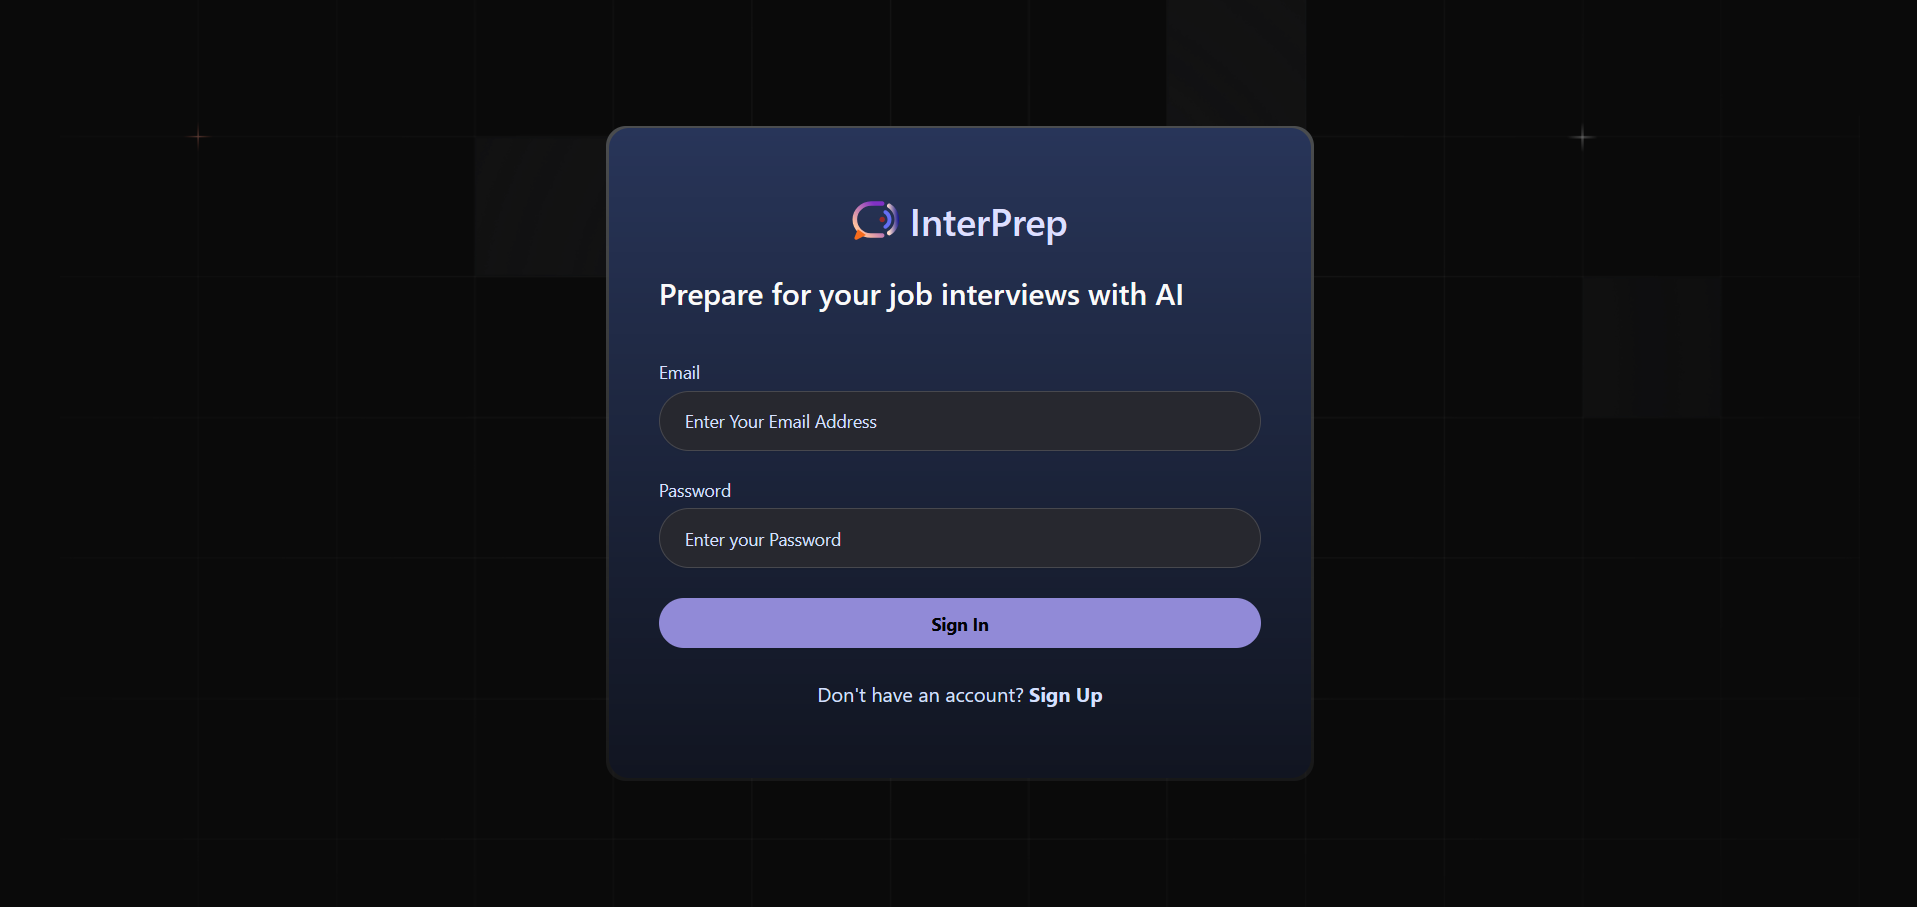 InterPrep
Prepare for your job interviews with AI
Email
Enter Your Email Address
Password
Enter your Password
Sign In
Don't have an account? Sign Up